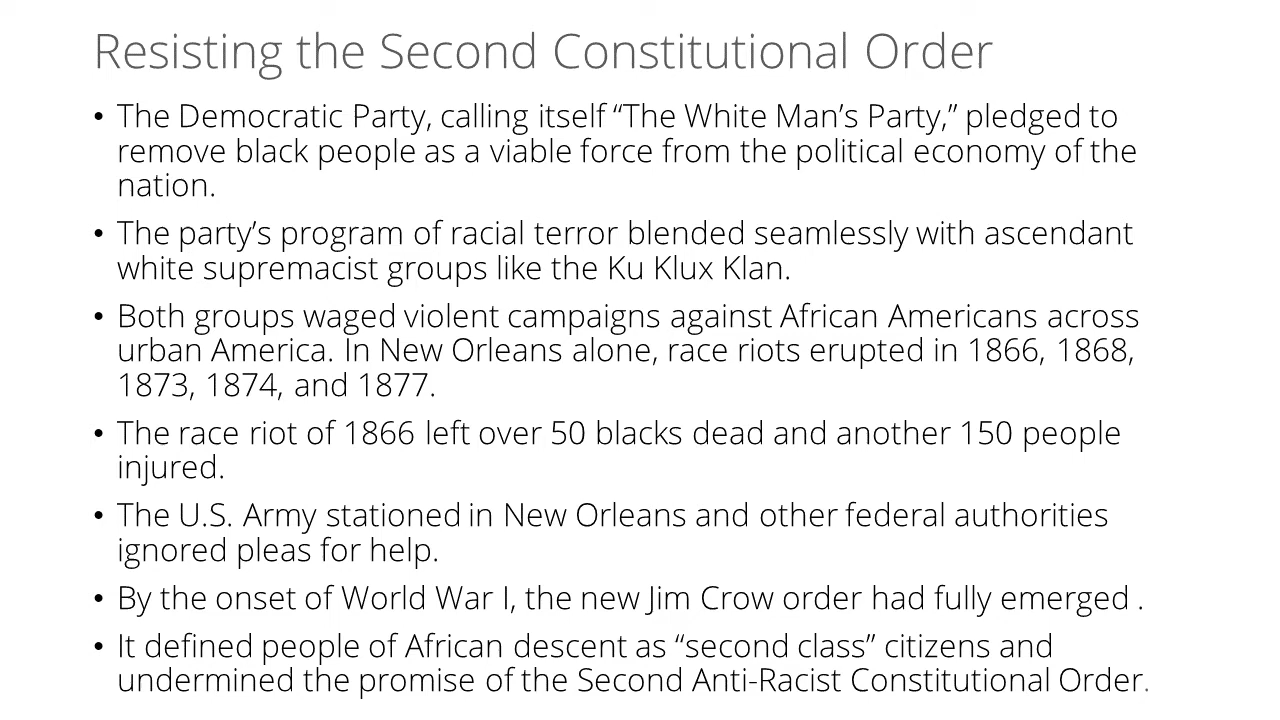 Resisting the Second Constitutional Order
• The Democratic Party, calling itself “The White Man’s Party,” pledged to
remove black people as a viable force from the political economy of the
nation.
• The party’s program of racial terror blended seamlessly with ascendant
white supremacist groups like the Ku Klux Klan.
• Both groups waged violent campaigns against African Americans across
urban America. In New Orleans alone, race riots erupted in 1866, 1868,
1873, 1874, and 1877.
• The race riot of 1866 left over 50 blacks dead and another 150 people
injured.
• The U.S. Army stationed in New Orleans and other federal authorities
ignored pleas for help.
• By the onset of World War I, the new Jim Crow order had fully emerged .
• It defined people of African descent as “second class” citizens and
undermined the promise of the Second Anti-Racist Constitutional Order.